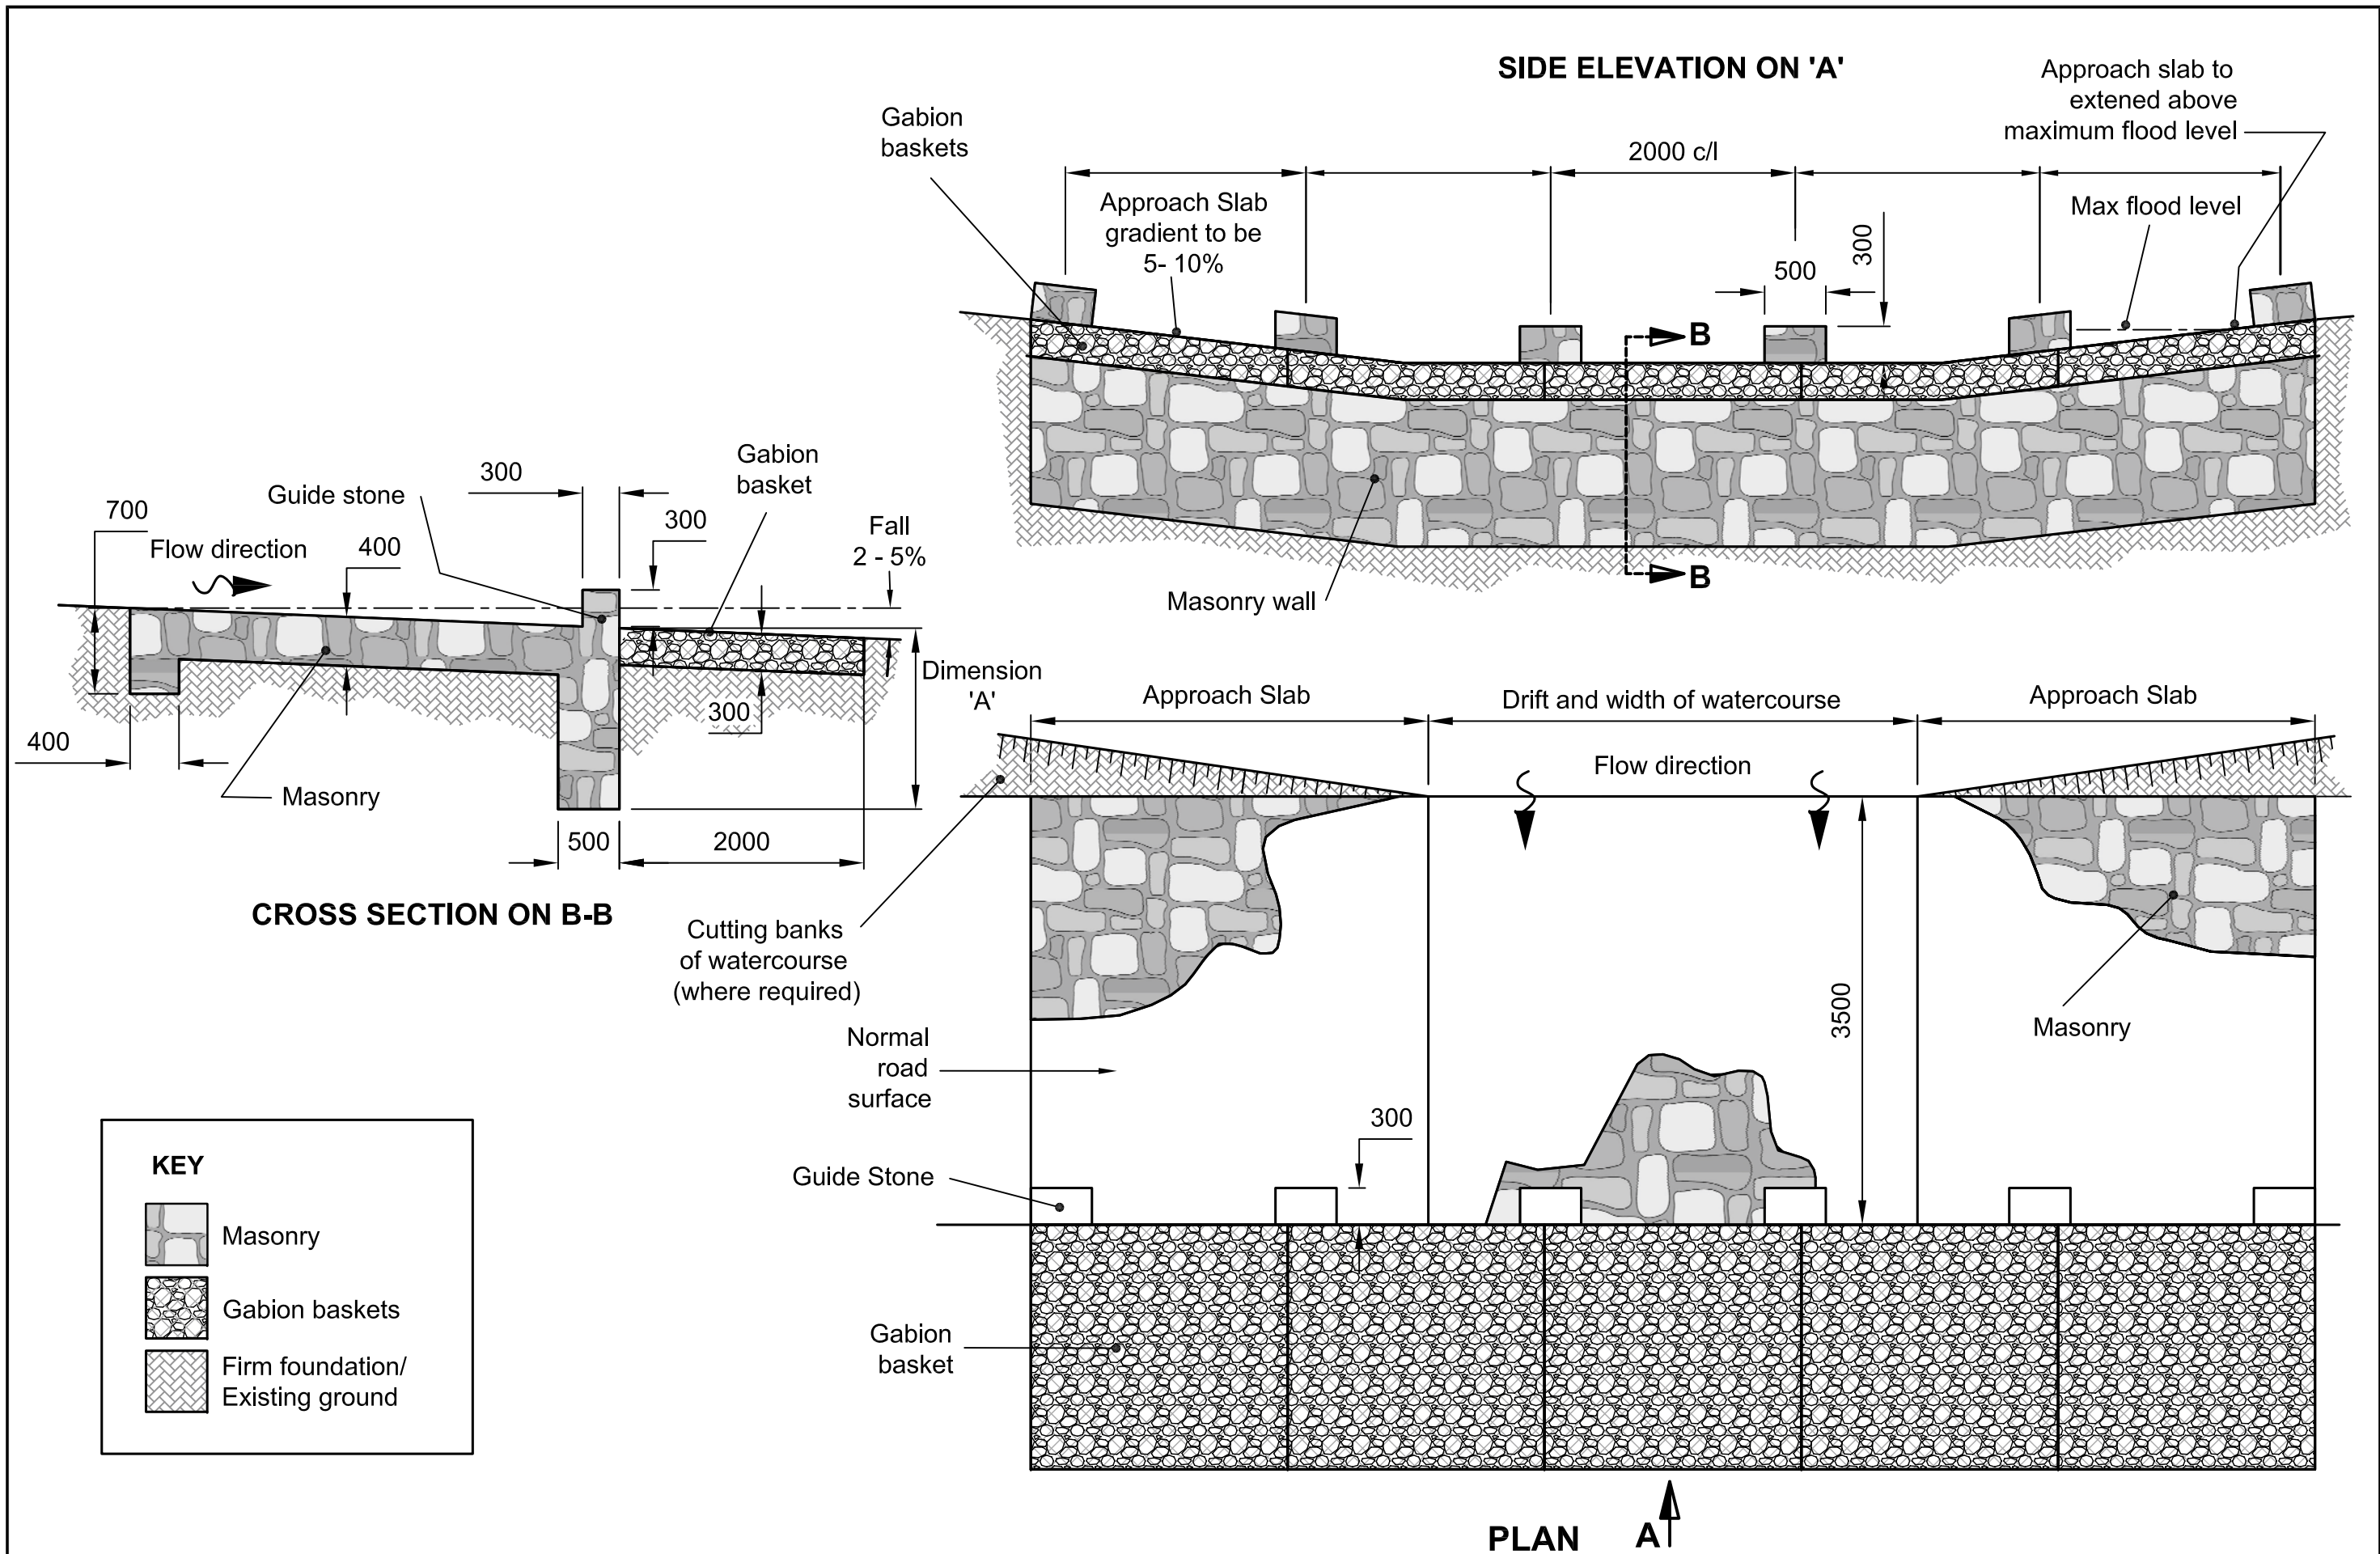 SIDE ELEVATION ON 'A'
Approach slab to
extened above
maximum flood level
Gabion
baskets
2000 c/l
Approach Slab
gradient to be
5- 10%
Max flood level
300
500
B
B
Masonry wall
Gabion
basket
300
Guide stone
700
300
Flow direction
400
Fall
2 - 5%
Dimension
'A'
300
400
Masonry
500
2000
CROSS SECTION ON B-B
Approach Slab
Drift and width of watercourse
Approach Slab
Flow direction
Cutting banks
of watercourse
(where required)
3500
Masonry
Normal
road
surface
300
Guide Stone
Gabion
basket
PLAN
A
KEY
Masonry
Gabion baskets
Firm foundation/
Existing ground